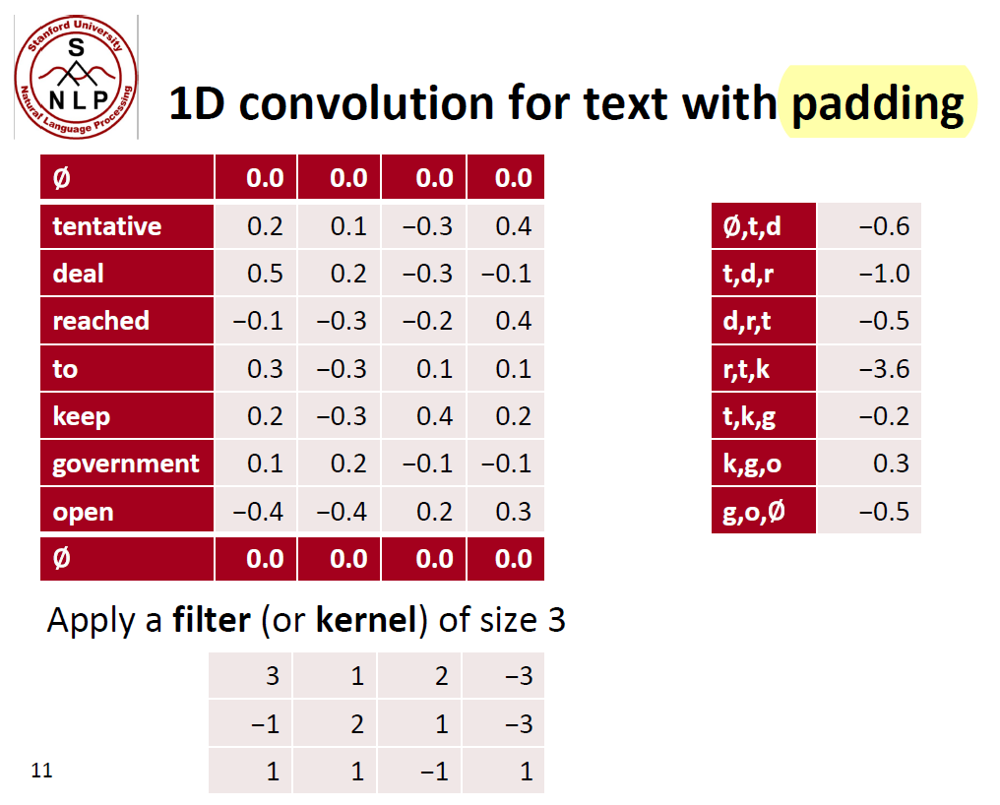 Stanford University
S
NLP
Natural Language Processing
1D convolution for text with padding
Ø 0.0 0.0 0.0 0.0
tentative 0.2 0.1 −0.3 0.4
deal 0.5 0.2 −0.3 −0.1
reached −0.1 −0.3 −0.2 0.4
to 0.3 −0.3 0.1 0.1
keep 0.2 −0.3 0.4 0.2
government 0.1 0.2 −0.1 −0.1
open −0.4 −0.4 0.2 0.3
Ø 0.0 0.0 0.0 0.0
Ø,t,d −0.6
t,d,r −1.0
d,r,t −0.5
r,t,k −3.6
t,k,g −0.2
k,g,o 0.3
g,o,Ø −0.5
Apply a filter (or kernel) of size 3
3 1 2 −3
−1 2 1 −3
1 1 −1 1
11